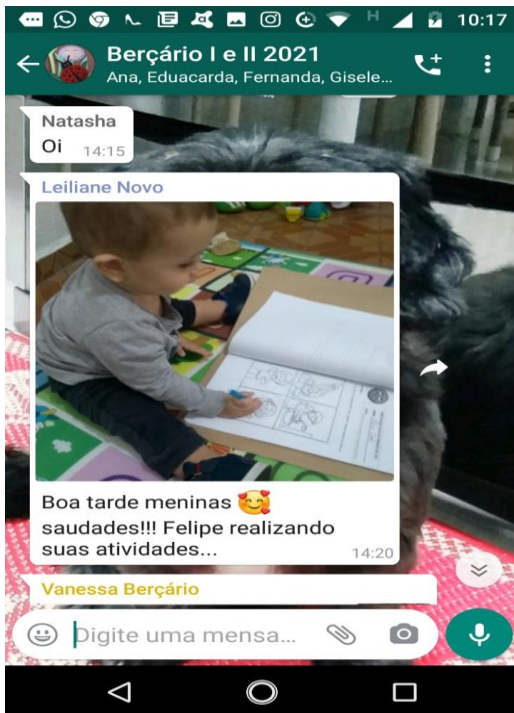 10:17
Berçário I e II 2021
Ana, Eduacarda, Fernanda, Gisele...
Natasha
Oi 14:15
Leiliane Novo
Boa tarde meninas 🥰
saudades!!! Felipe realizando
suas atividades...
14:20
Vanessa Berçário
Digite uma mensa...